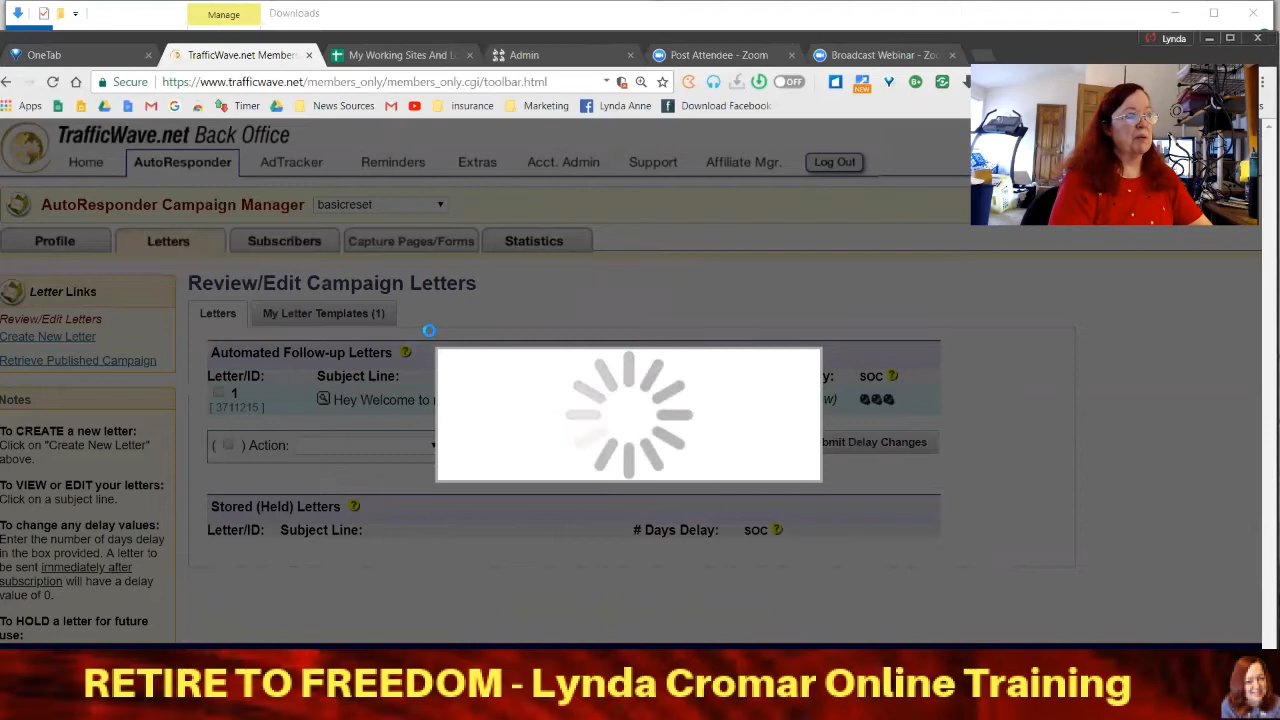 Manage
Downloads
Lynda
OneTab
TrafficWave.net Members
My Working Sites And Lo
Admin
Post Attendee - Zoom
Broadcast Webinar - Zo
Secure
https://www.trafficwave.net/members_only/members_only.cgi/toolbar.html
OFF
NEW
Apps
Timer
News Sources
insurance
Marketing
Lynda Anne
Download Facebook
TrafficWave.net Back Office
Home
AutoResponder
AdTracker
Reminders
Extras
Acct. Admin
Support
Affiliate Mgr.
Log Out
AutoResponder Campaign Manager
basicreset
Profile
Letters
Subscribers
Capture Pages/Forms
Statistics
Letter Links
Review/Edit Letters
Create New Letter
Retrieve Published Campaign
Notes
To CREATE a new letter:
Click on "Create New Letter"
above.
To VIEW or EDIT your letters:
Click on a subject line.
To change any delay values:
Enter the number of days delay
in the box provided. A letter to
be sent immediately after
subscription will have a delay
value of 0.
To HOLD a letter for future
use:
Review/Edit Campaign Letters
Letters
My Letter Templates (1)
Automated Follow-up Letters ?
Letter/ID:
Subject Line:
y:
SOC ?
1
[ 3711215 ]
Hey Welcome to
w)
( ) Action:
bmit Delay Changes
Stored (Held) Letters ?
Letter/ID:
Subject Line:
# Days Delay:
SOC ?
RETIRE TO FREEDOM - Lynda Cromar Online Training